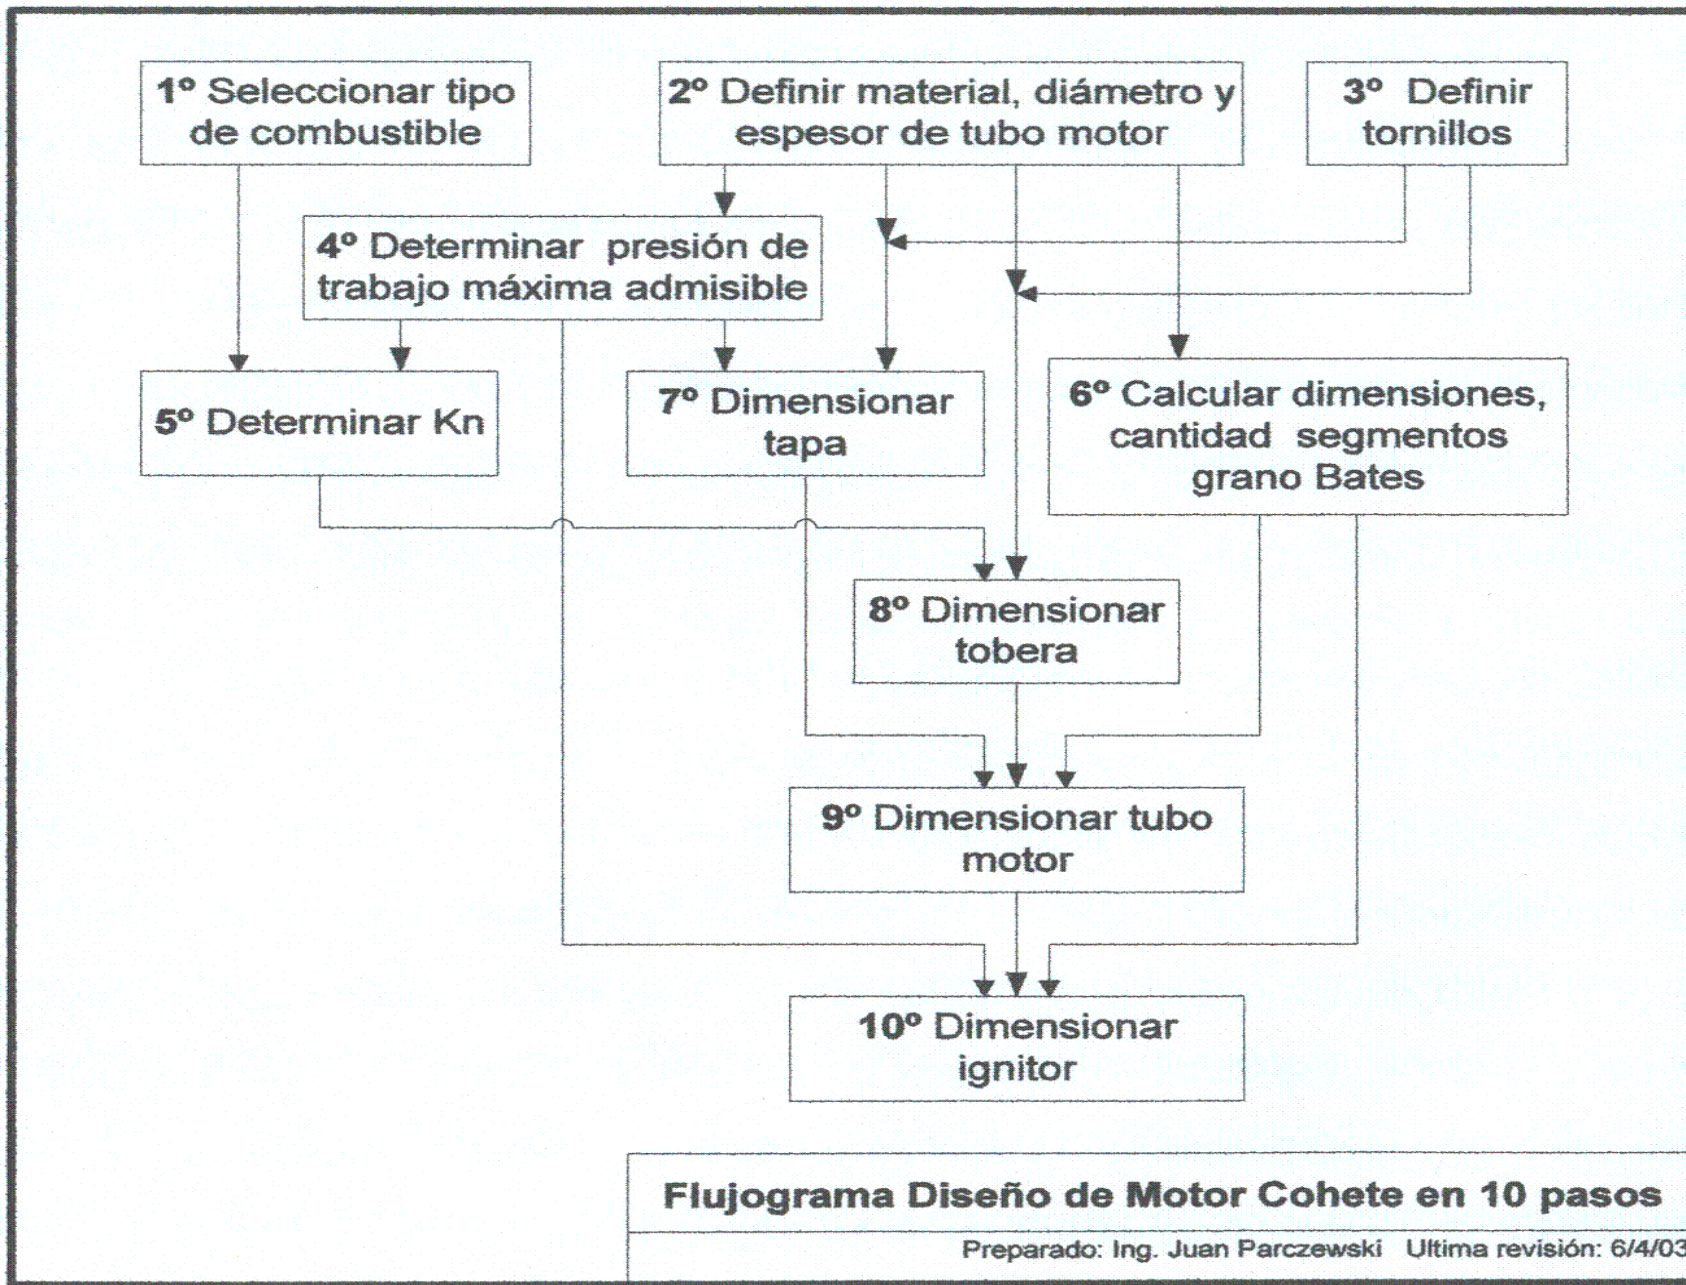 1º Seleccionar tipo
de combustible
2º Definir material, diámetro y
espesor de tubo motor
3º Definir
tornillos
4º Determinar presión de
trabajo máxima admisible
5º Determinar Kn
7º Dimensionar
tapa
6º Calcular dimensiones,
cantidad segmentos
grano Bates
8º Dimensionar
tobera
9º Dimensionar tubo
motor
10º Dimensionar
ignitor
Flujograma Diseño de Motor Cohete en 10 pasos
Preparado: Ing. Juan Parczewski Ultima revisión: 6/4/03